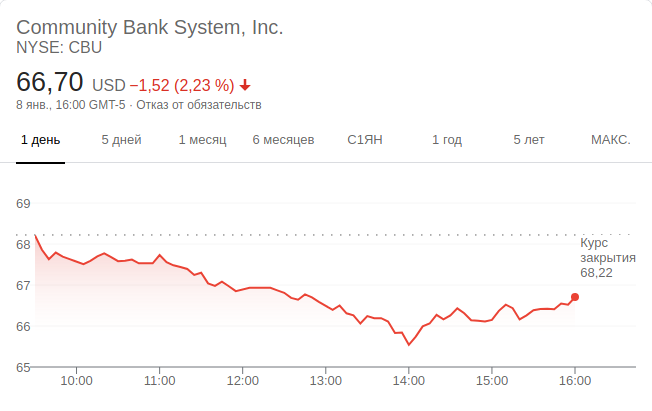 Community Bank System, Inc.
NYSE: CBU
66,70 USD −1,52 (2,23 %)
8 янв., 16:00 GMT-5 · Отказ от обязательств
1 день 5 дней 1 месяц 6 месяцев С1ЯН 1 год 5 лет МАКС.
69
68
67
66
65
Курс
закрытия
68,22
10:00 11:00 12:00 13:00 14:00 15:00 16:00